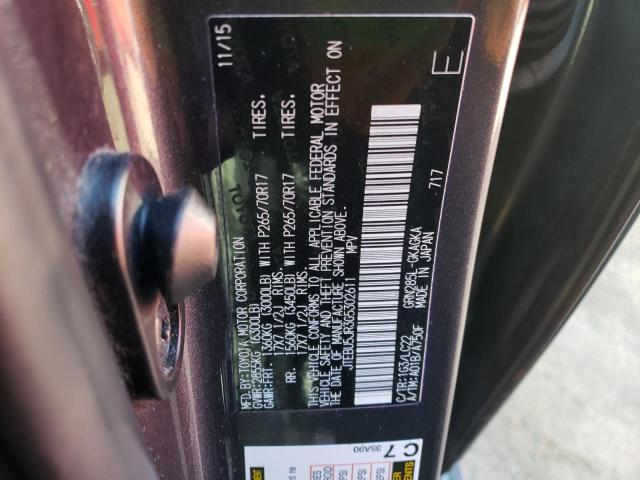 MFD.BY:TOYOTA MOTOR CORPORATION 11/15
GVWR:2855KG (6300LB)
GAWR:FRT. 1360KG (3000LB) WITH P265/70R17 TIRES.
17X7 1/2J RIMS.
RR. 1560KG (3450LB) WITH P265/70R17 TIRES.
17X7 1/2J RIMS.
THIS VEHICLE CONFORMS TO ALL APPLICABLE FEDERAL MOTOR
VEHICLE SAFETY AND THEFT PREVENTION STANDARDS IN EFFECT ON
THE DATE OF MANUFACTURE SHOWN ABOVE.
JTEBU5JR3G5302611 MPV
E
C/TR:1G3/LC22 GRN285L-GKAGKA 717
A/TM:A01B/A750F MADE IN JAPAN
C7
35A90